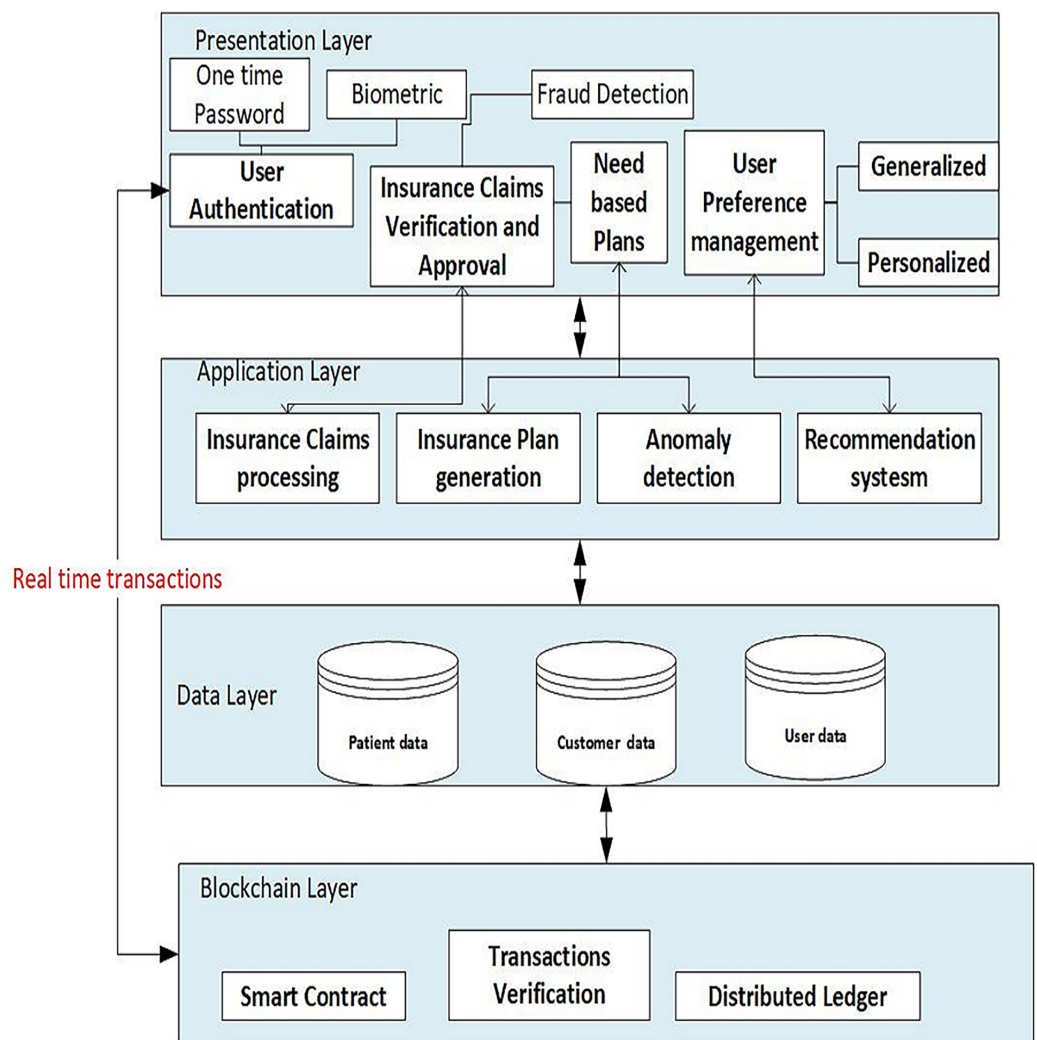 Presentation Layer
One time
Password
Biometric
Fraud Detection
User
Authentication
Insurance Claims
Verification and
Approval
Need
based
Plans
User
Preference
management
Generalized
Personalized
Application Layer
Insurance Claims
processing
Insurance Plan
generation
Anomaly
detection
Recommendation
systesm
Real time transactions
Data Layer
Patient data
Customer data
User data
Blockchain Layer
Smart Contract
Transactions
Verification
Distributed Ledger